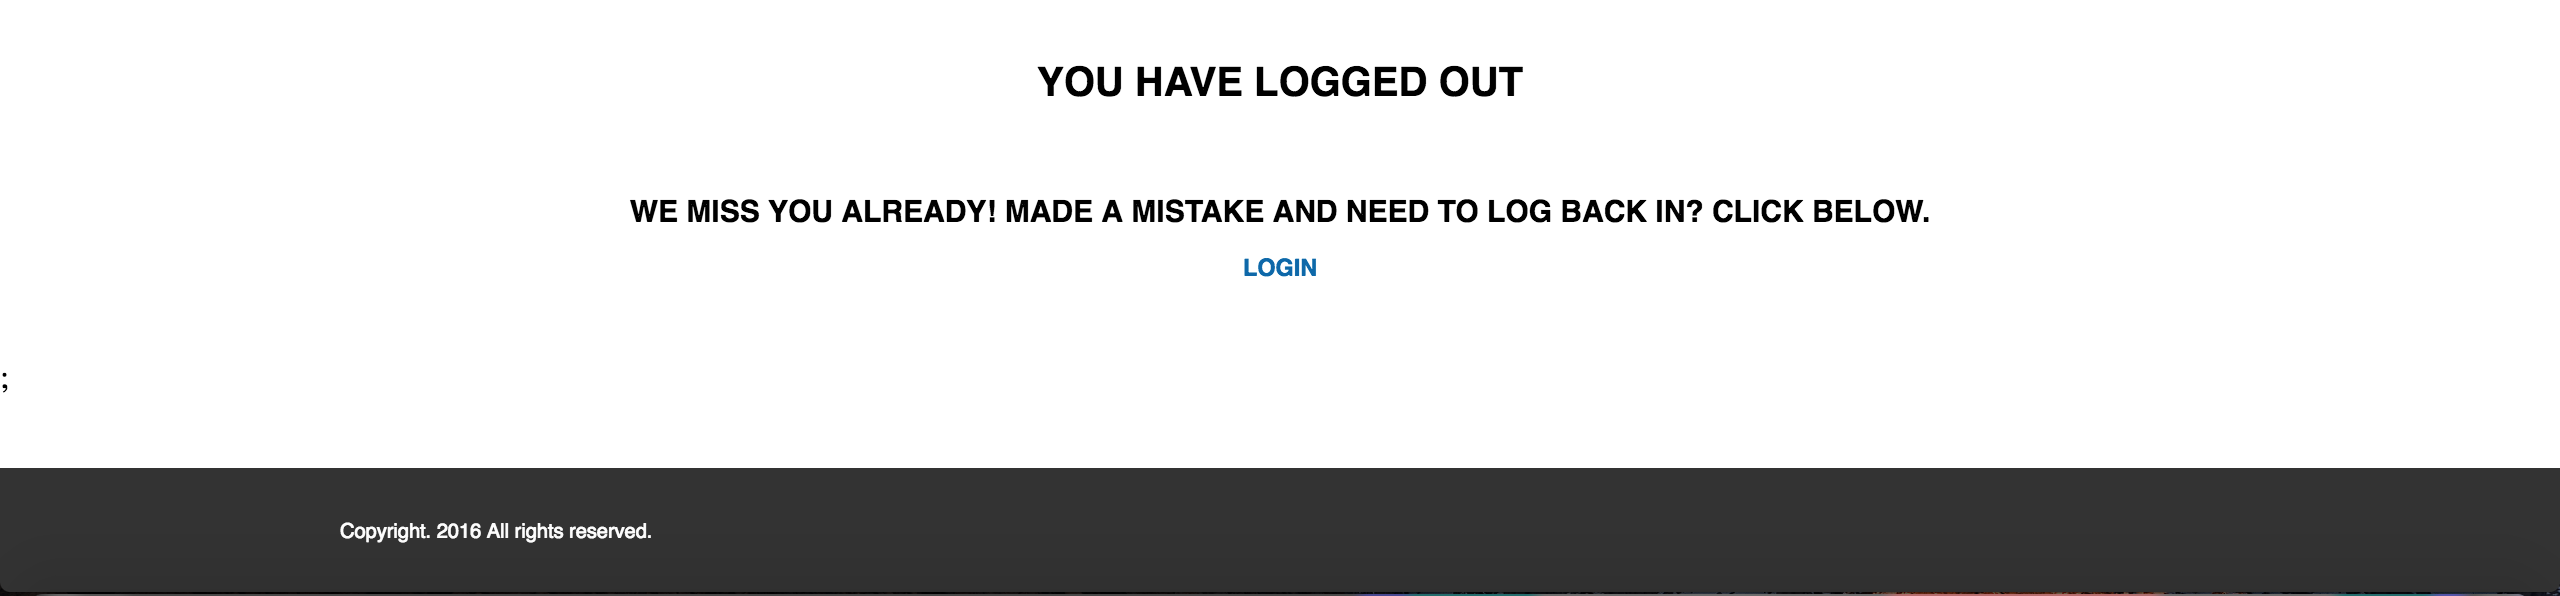 YOU HAVE LOGGED OUT
WE MISS YOU ALREADY! MADE A MISTAKE AND NEED TO LOG BACK IN? CLICK BELOW.
LOGIN
;
Copyright. 2016 All rights reserved.